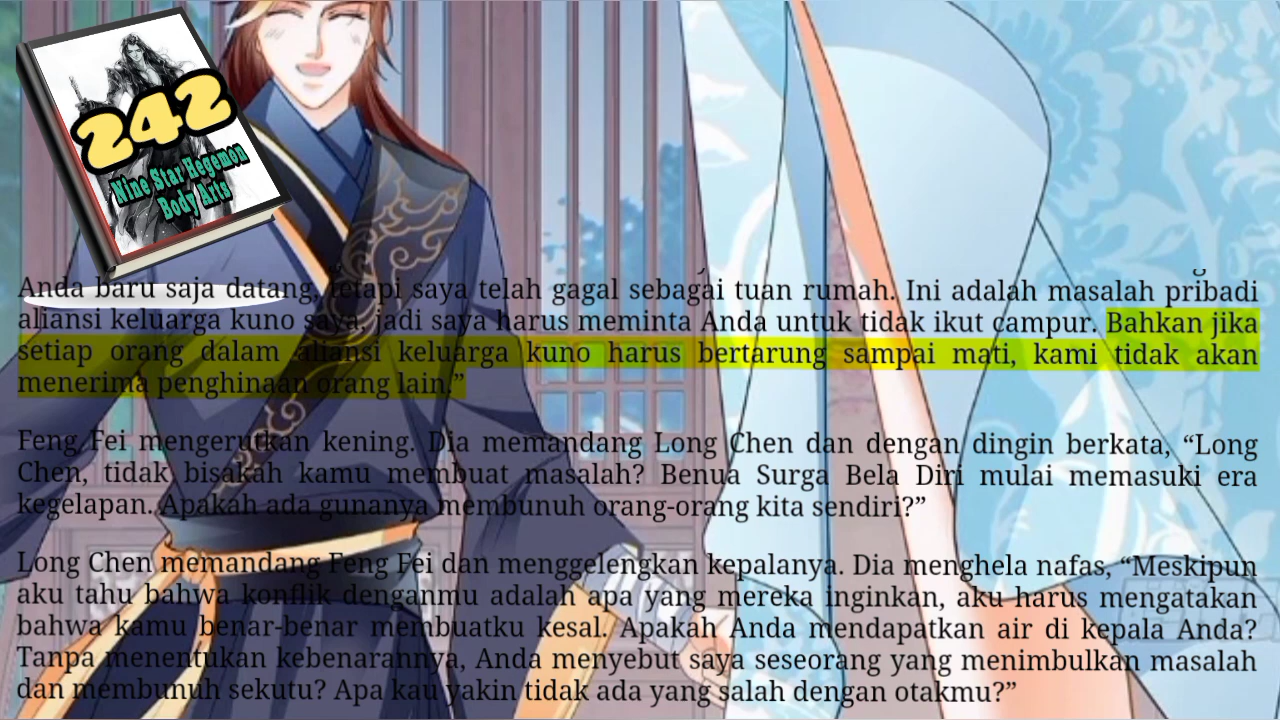 242
Nine Star Hegemon
Body Arts
Anda baru saja datang, tetapi saya telah gagal sebagai tuan rumah. Ini adalah masalah pribadi
aliansi keluarga kuno saya, jadi saya harus meminta Anda untuk tidak ikut campur. Bahkan jika
setiap orang dalam aliansi keluarga kuno harus bertarung sampai mati, kami tidak akan
menerima penghinaan orang lain.”
Feng Fei mengerutkan kening. Dia memandang Long Chen dan dengan dingin berkata, “Long
Chen, tidak bisakah kamu membuat masalah? Benua Surga Bela Diri mulai memasuki era
kegelapan. Apakah ada gunanya membunuh orang-orang kita sendiri?”
Long Chen memandang Feng Fei dan menggelengkan kepalanya. Dia menghela nafas, “Meskipun
aku tahu bahwa konflik denganmu adalah apa yang mereka inginkan, aku harus mengatakan
bahwa kamu benar-benar membuatku kesal. Apakah Anda mendapatkan air di kepala Anda?
Tanpa menentukan kebenarannya, Anda menyebut saya seseorang yang menimbulkan masalah
dan membunuh sekutu? Apa kau yakin tidak ada yang salah dengan otakmu?”